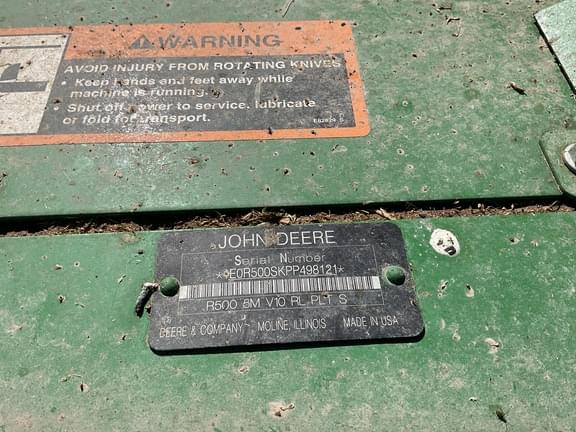 WARNING
AVOID INJURY FROM ROTATING KNIVES
• Keep hands and feet away while
machine is running.
• Shut off power to service, lubricate
or fold for transport.
JOHN DEERE
Serial Number
R500 5M V10 RL PLT S
DEERE & COMPANY MOLINE, ILLINOIS MADE IN USA